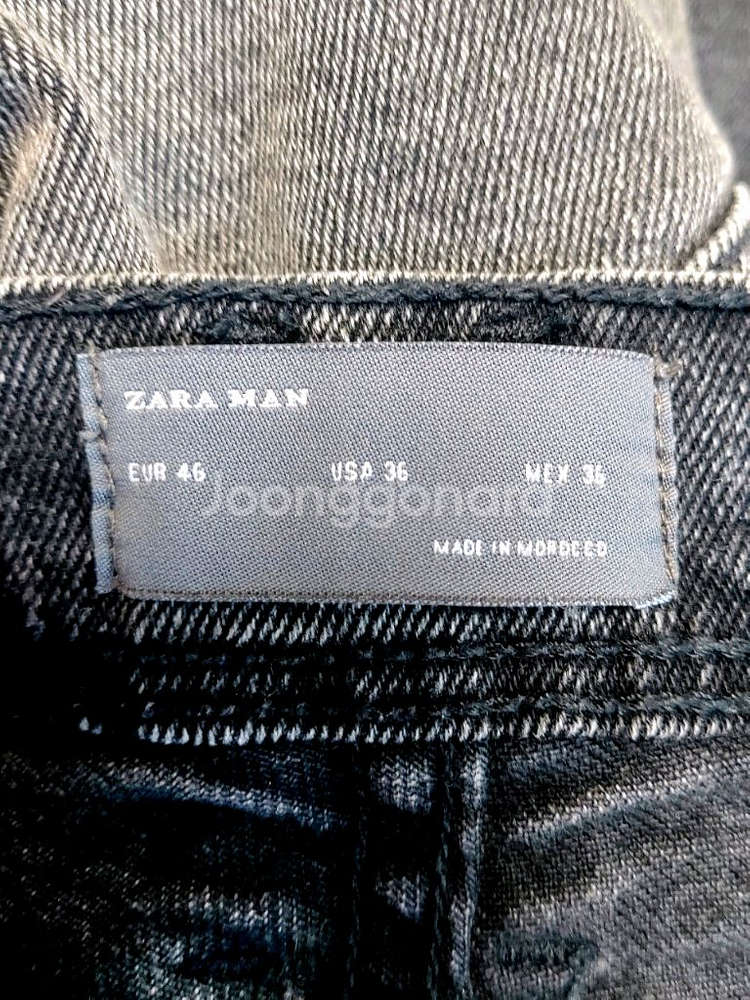 ZARA MAN
EUR 46 USA 36 MEX 36
Joonggonara
MADE IN MOROCCO